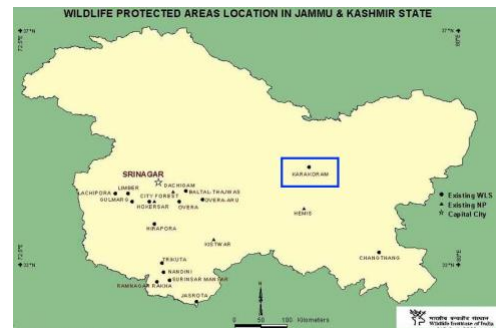 WILDLIFE PROTECTED AREAS LOCATION IN JAMMU & KASHMIR STATE
KARAKORAM
SRINAGAR
DACHIGAM
LIMBER
CITY FOREST
BALTAL-THAJWAS
LACHIPORA
GULMARG
HOKERSAR
OVERA
OVERA-ARU
HEMIS
HIRAPORA
KISTWAR
CHANGTHANG
TRIKUTA
NANDINI
SURINSAR MANSAR
RAMNAGAR RAKHA
JASROTA
Existing WLS
Existing NP
Capital City
0 50 100 Kilometers
भारतीय वन्यजीव संस्थान
Wildlife Institute of India